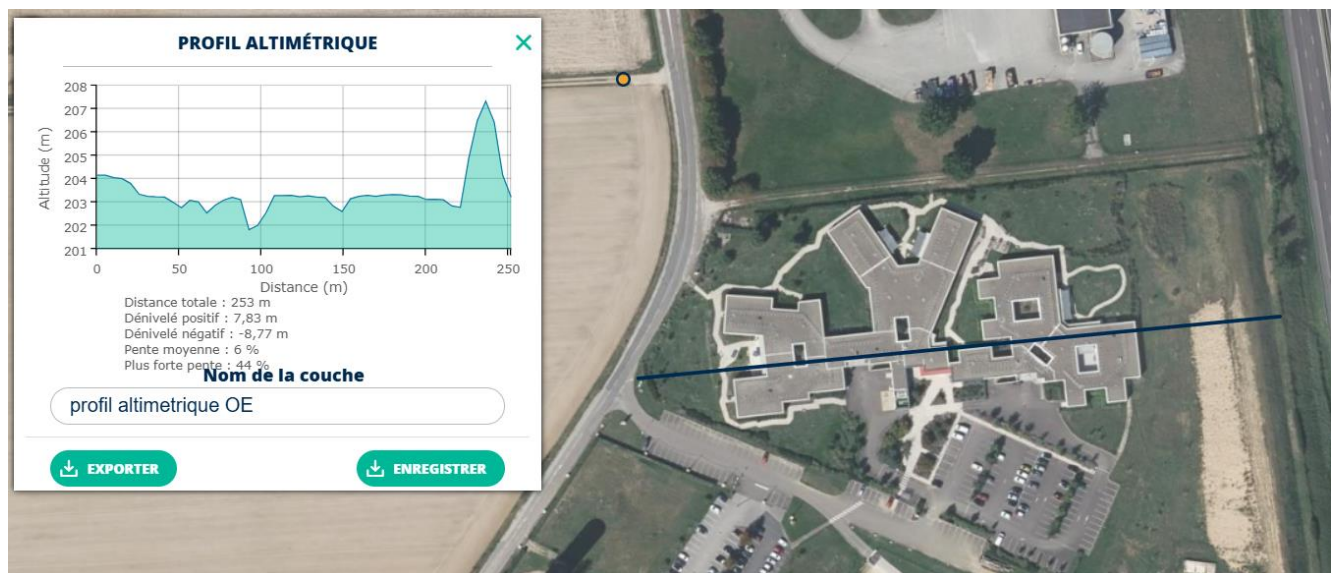 PROFIL ALTIMÉTRIQUE
208
207
206
205
204
203
202
201
Altitude (m)
0 50 100 150 200 250
Distance (m)
Distance totale : 253 m
Dénivelé positif : 7,83 m
Dénivelé négatif : -8,77 m
Pente moyenne : 6 %
Plus forte pente : 44 %
Nom de la couche
profil altimetrique OE
EXPORTER ENREGISTRER